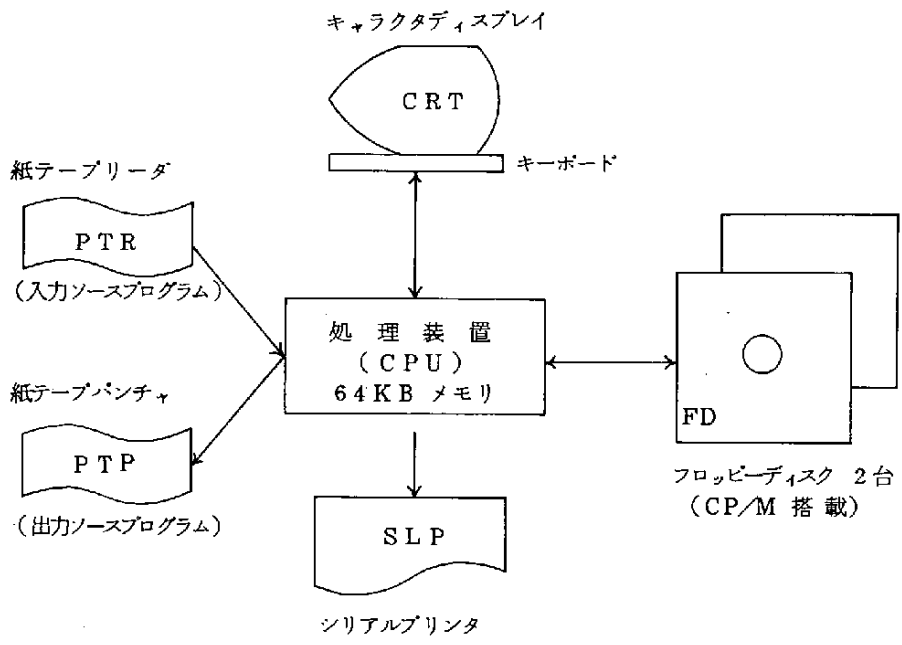 キャラクタディスプレイ
CRT
キーボード
紙テープリーダ
PTR
(入力ソースプログラム)
処理装置
(CPU)
64KBメモリ
紙テープパンチャ
PTP
(出力ソースプログラム)
FD
フロッピーディスク 2台
(CP/M 搭載)
SLP
シリアルプリンタ